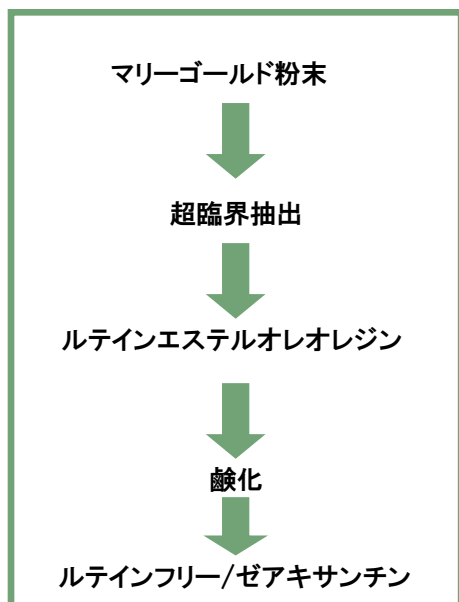 マリーゴールド粉末
超臨界抽出
ルテインエステルオレオレジン
鹸化
ルテインフリー/ゼアキサンチン